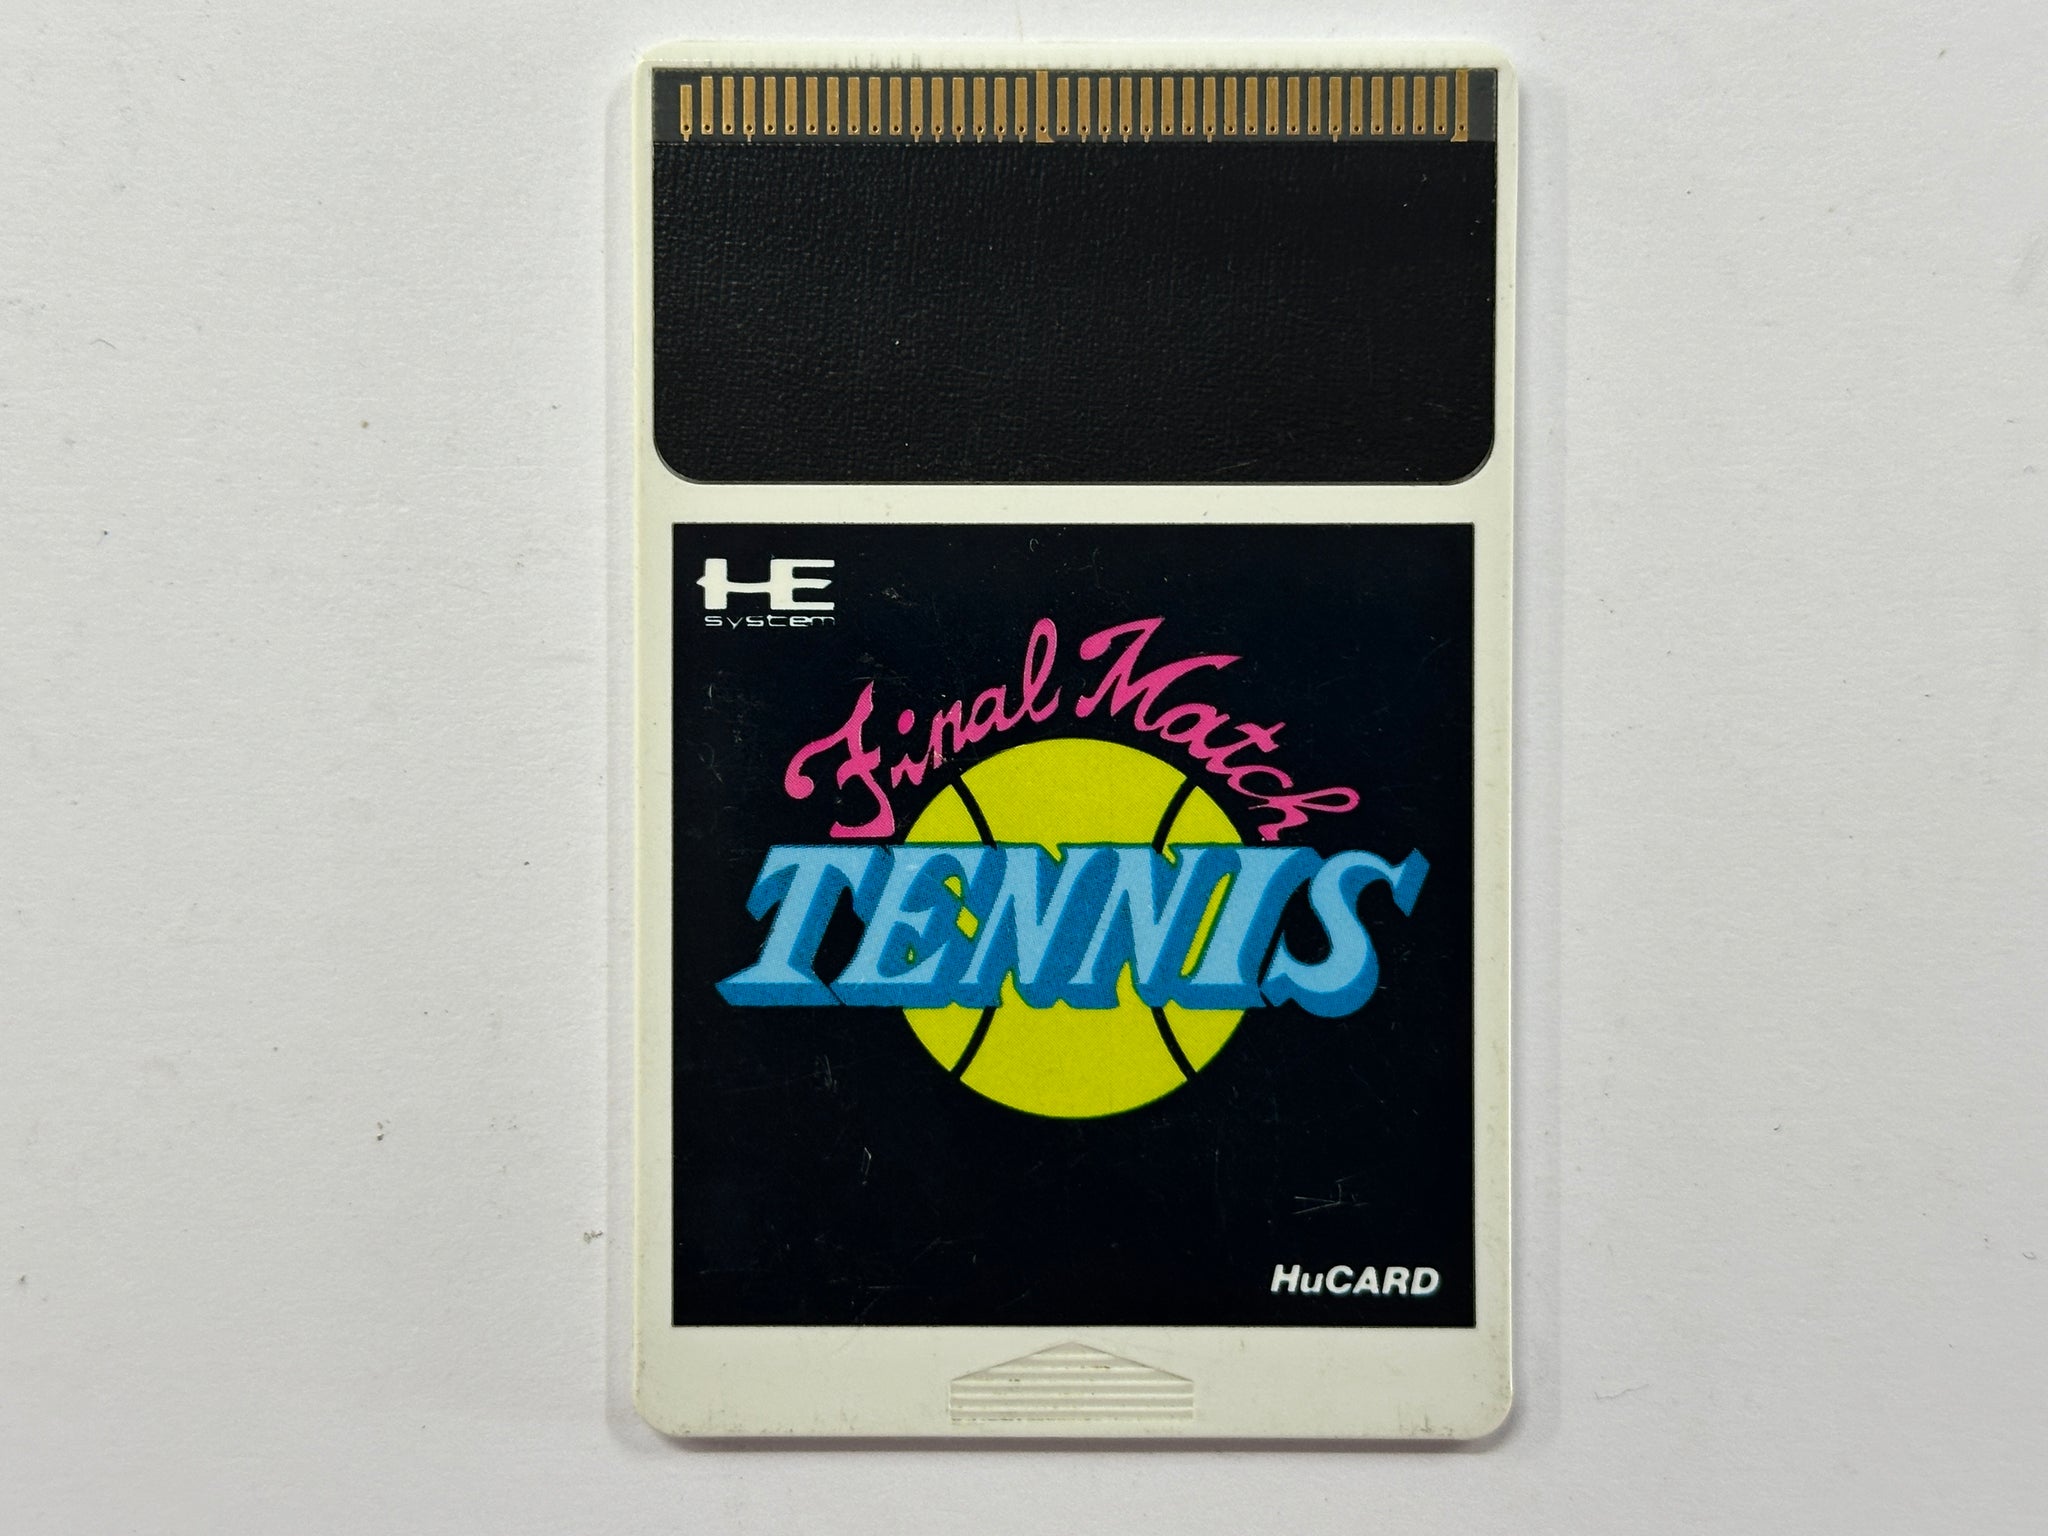 HE
system
Final Match
TENNIS
HuCARD